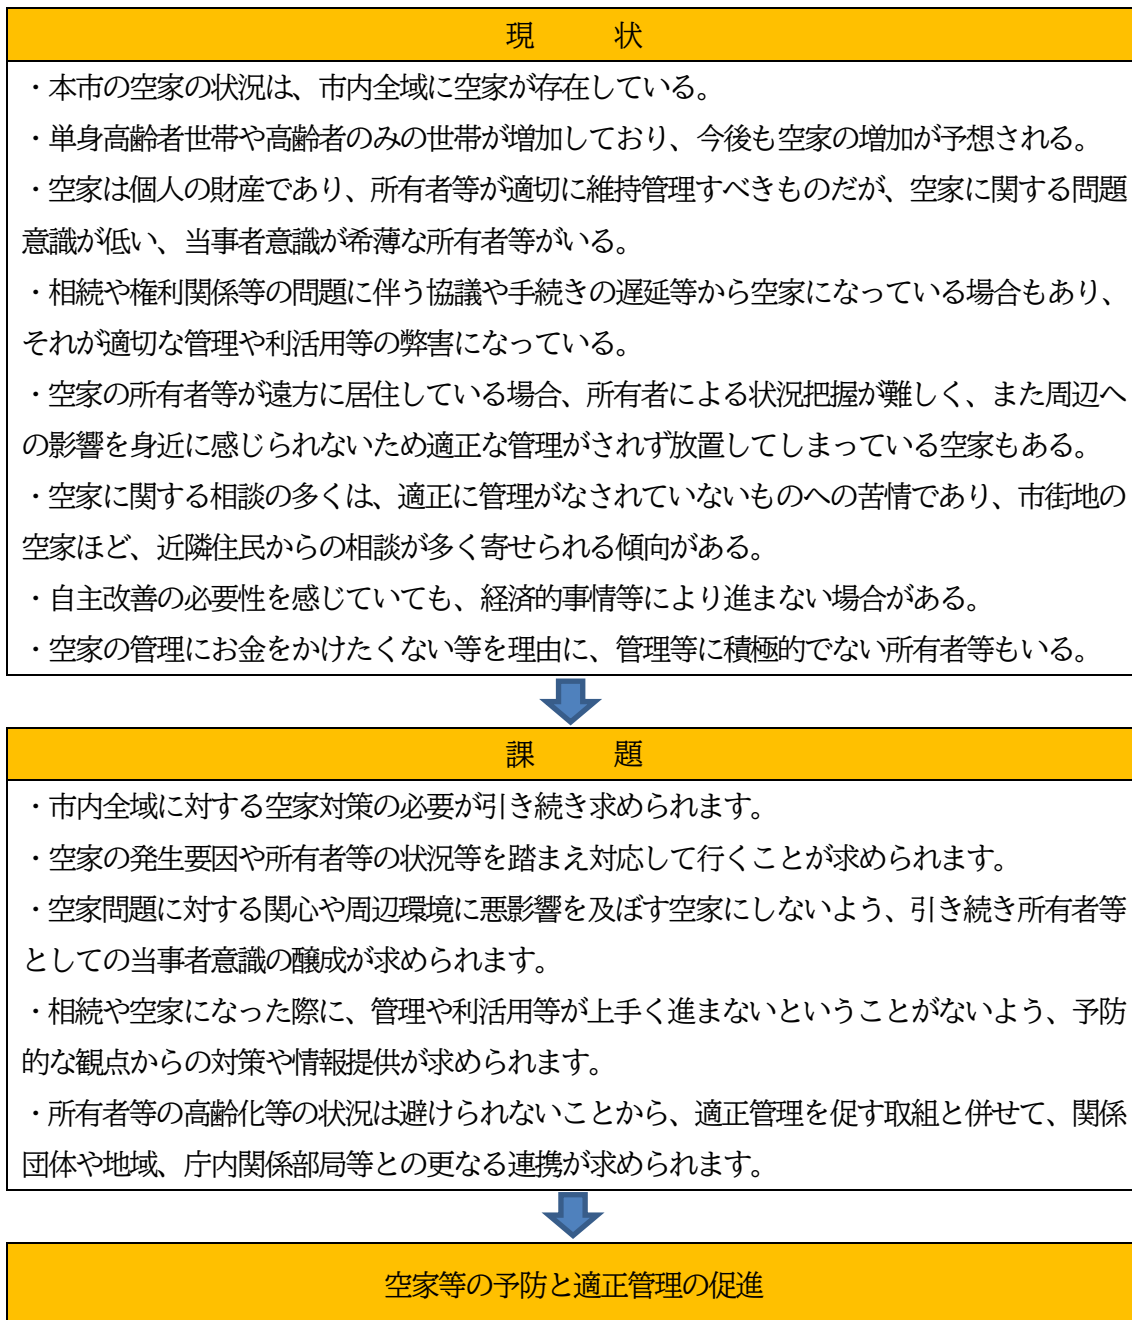 現　　状
・本市の空家の状況は、市内全域に空家が存在している。
・単身高齢者世帯や高齢者のみの世帯が増加しており、今後も空家の増加が予想される。
・空家は個人の財産であり、所有者等が適切に維持管理すべきものだが、空家に関する問題
意識が低い、当事者意識が希薄な所有者等がいる。
・相続や権利関係等の問題に伴う協議や手続きの遅延等から空家になっている場合もあり、
それが適切な管理や利活用等の弊害になっている。
・空家の所有者等が遠方に居住している場合、所有者による状況把握が難しく、また周辺へ
の影響を身近に感じられないため適正な管理がされず放置してしまっている空家もある。
・空家に関する相談の多くは、適正に管理がなされていないものへの苦情であり、市街地の
空家ほど、近隣住民からの相談が多く寄せられる傾向がある。
・自主改善の必要性を感じていても、経済的事情等により進まない場合がある。
・空家の管理にお金をかけたくない等を理由に、管理等に積極的でない所有者等もいる。
課　　題
・市内全域に対する空家対策の必要が引き続き求められます。
・空家の発生要因や所有者等の状況等を踏まえ対応して行くことが求められます。
・空家問題に対する関心や周辺環境に悪影響を及ぼす空家にしないよう、引き続き所有者等
としての当事者意識の醸成が求められます。
・相続や空家になった際に、管理や利活用等が上手く進まないということがないよう、予防
的な観点からの対策や情報提供が求められます。
・所有者等の高齢化等の状況は避けられないことから、適正管理を促す取組と併せて、関係
団体や地域、庁内関係部局等との更なる連携が求められます。
空家等の予防と適正管理の促進